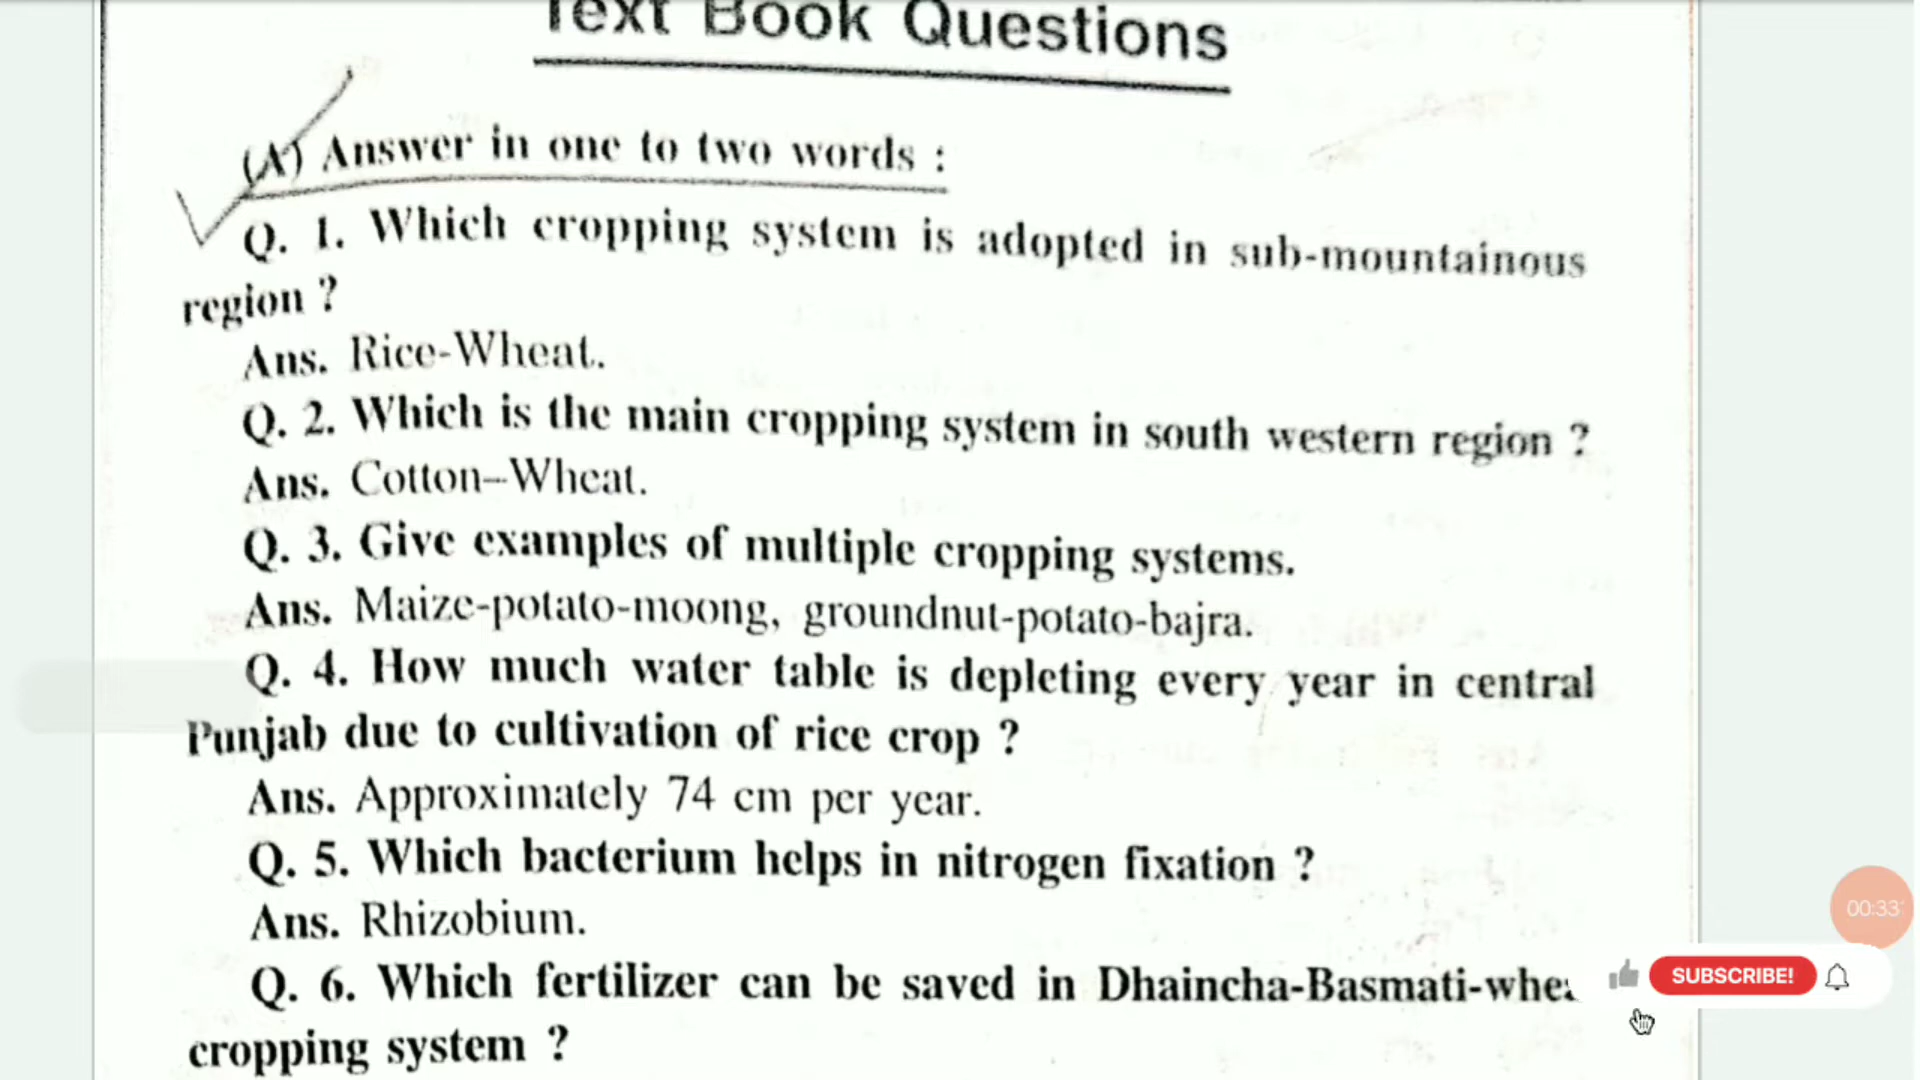 Text Book Questions
(A) Answer in one to two words :
Q. 1. Which cropping system is adopted in sub-mountainous
region ?
Ans. Rice-Wheat.
Q. 2. Which is the main cropping system in south western region ?
Ans. Cotton–Wheat.
Q. 3. Give examples of multiple cropping systems.
Ans. Maize-potato-moong, groundnut-potato-bajra.
Q. 4. How much water table is depleting every year in central
Punjab due to cultivation of rice crop ?
Ans. Approximately 74 cm per year.
Q. 5. Which bacterium helps in nitrogen fixation ?
Ans. Rhizobium.
00:33
Q. 6. Which fertilizer can be saved in Dhaincha-Basmati-whea
SUBSCRIBE!
cropping system ?